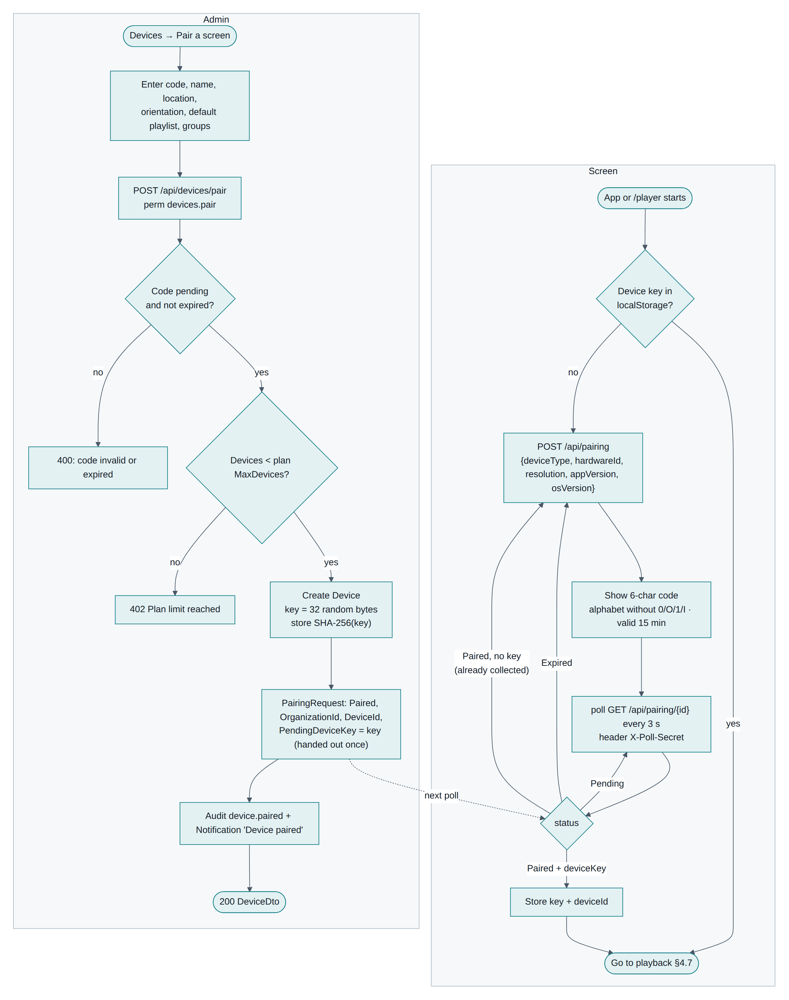 Admin
Devices → Pair a screen
Enter code, name,
location,
orientation, default
playlist, groups
POST /api/devices/pair
perm devices.pair
Code pending
and not expired?
no
yes
400: code invalid or
expired
Devices < plan
MaxDevices?
no
yes
402 Plan limit reached
Create Device
key = 32 random bytes
store SHA-256(key)
PairingRequest: Paired,
OrganizationId, DeviceId,
PendingDeviceKey = key
(handed out once)
Audit device.paired +
Notification 'Device paired'
200 DeviceDto
next poll
Screen
App or /player starts
Device key in
localStorage?
no
yes
POST /api/pairing
{deviceType, hardwareId,
resolution, appVersion,
osVersion}
Show 6-char code
alphabet without 0/O/1/I ·
valid 15 min
Paired, no key
(already collected)
Expired
poll GET /api/pairing/{id}
every 3 s
header X-Poll-Secret
Pending
status
Paired + deviceKey
Store key + deviceId
Go to playback §4.7